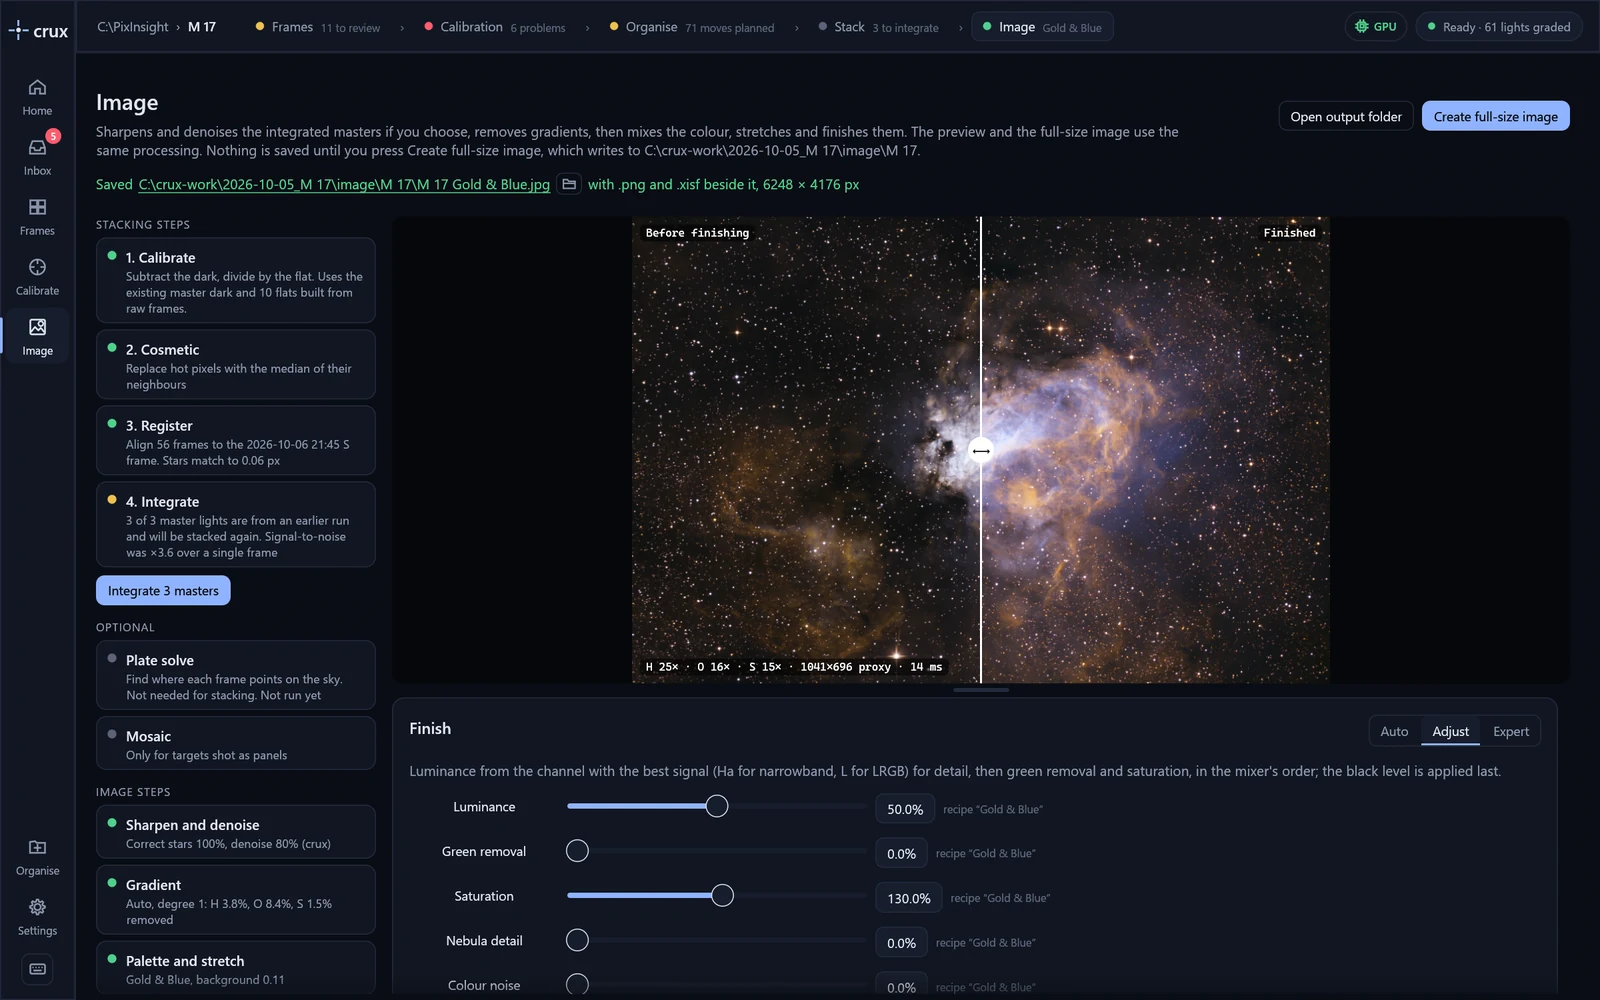 crux
C:\PixInsight › M 17
Frames 11 to review
Calibration 6 problems
Organise 71 moves planned
Stack 3 to integrate
Image Gold & Blue
GPU
Ready · 61 lights graded
Home
5
Inbox
Frames
Calibrate
Image
Organise
Settings
Image
Sharpens and denoises the integrated masters if you choose, removes gradients, then mixes the colour, stretches and finishes them. The preview and the full-size image use the
same processing. Nothing is saved until you press Create full-size image, which writes to C:\crux-work\2026-10-05_M 17\image\M 17.
Open output folder
Create full-size image
Saved C:\crux-work\2026-10-05_M 17\image\M 17\M 17 Gold & Blue.jpg with .png and .xisf beside it, 6248 × 4176 px
STACKING STEPS
1. Calibrate
Subtract the dark, divide by the flat. Uses the
existing master dark and 10 flats built from
raw frames.
2. Cosmetic
Replace hot pixels with the median of their
neighbours
3. Register
Align 56 frames to the 2026-10-06 21:45 S
frame. Stars match to 0.06 px
4. Integrate
3 of 3 master lights are from an earlier run
and will be stacked again. Signal-to-noise
was ×3.6 over a single frame
Integrate 3 masters
OPTIONAL
Plate solve
Find where each frame points on the sky.
Not needed for stacking. Not run yet
Mosaic
Only for targets shot as panels
IMAGE STEPS
Sharpen and denoise
Correct stars 100%, denoise 80% (crux)
Gradient
Auto, degree 1: H 3.8%, O 8.4%, S 1.5%
removed
Palette and stretch
Gold & Blue, background 0.11
Before finishing
Finished
H 25× · O 16× · S 15× · 1041×696 proxy · 14 ms
Finish
Auto
Adjust
Expert
Luminance from the channel with the best signal (Ha for narrowband, L for LRGB) for detail, then green removal and saturation, in the mixer's order; the black level is applied last.
Luminance 50.0% recipe "Gold & Blue"
Green removal 0.0% recipe "Gold & Blue"
Saturation 130.0% recipe "Gold & Blue"
Nebula detail 0.0% recipe "Gold & Blue"
Colour noise 0.0% recipe "Gold & Blue"